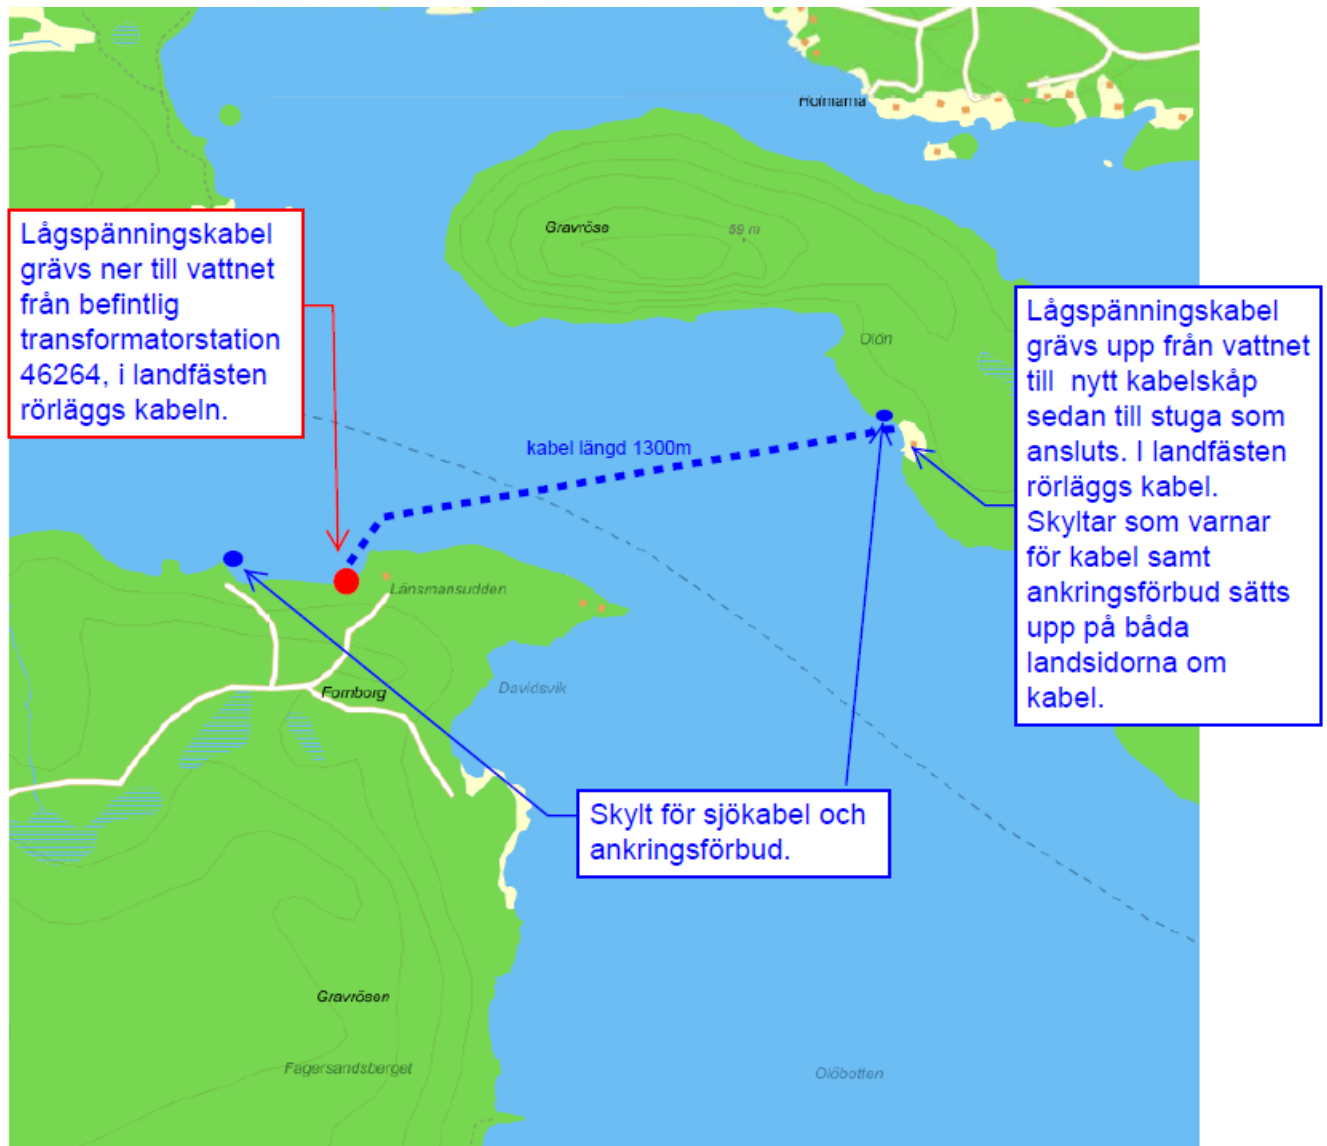 Holmarna
Gravröse
59 m
Lågspänningskabel
grävs ner till vattnet
från befintlig
transformatorstation
46264, i landfästen
rörläggs kabeln.
Lågspänningskabel
grävs upp från vattnet
till nytt kabelskåp
sedan till stuga som
ansluts. I landfästen
rörläggs kabel.
Skyltar som varnar
för kabel samt
ankringsförbud sätts
upp på båda
landsidorna om
kabel.
Olön
kabel längd 1300m
Länsmansudden
Fornborg
Davidsvik
Skylt för sjökabel och
ankringsförbud.
Gravrösen
Fagersandsberget
Olöbotten